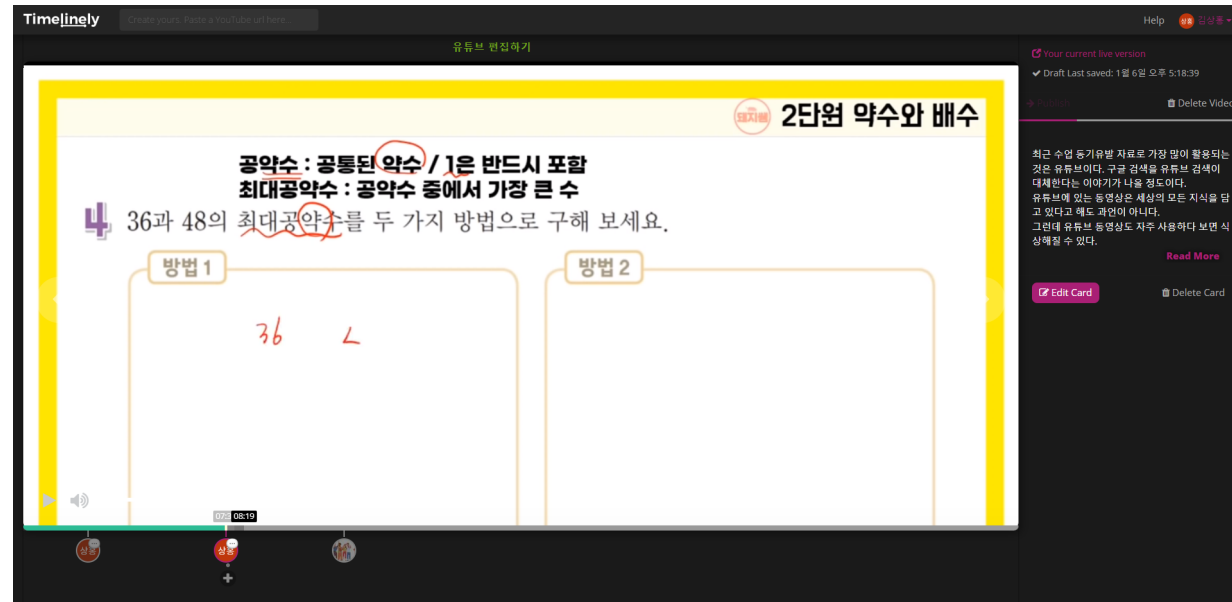 Timelinely
Create yours. Paste a YouTube url here...
Help
상홍
김상홍
유튜브 편집하기
Your current live version
Draft Last saved: 1월 6일 오후 5:18:39
Publish
Delete Video
2단원 약수와 배수
공약수 : 공통된 약수 / 1은 반드시 포함
최대공약수 : 공약수 중에서 가장 큰 수
4 36과 48의 최대공약수를 두 가지 방법으로 구해 보세요.
방법 1
방법 2
36
08:19
상홍
상홍
최근 수업 동기유발 자료로 가장 많이 활용되는
것은 유튜브이다. 구글 검색을 유튜브 검색이
대체한다는 이야기가 나올 정도이다.
유튜브에 있는 동영상은 세상의 모든 지식을 담
고 있다고 해도 과언이 아니다.
그런데 유튜브 동영상도 자주 사용하다 보면 식
상해질 수 있다.
Read More
Edit Card
Delete Card